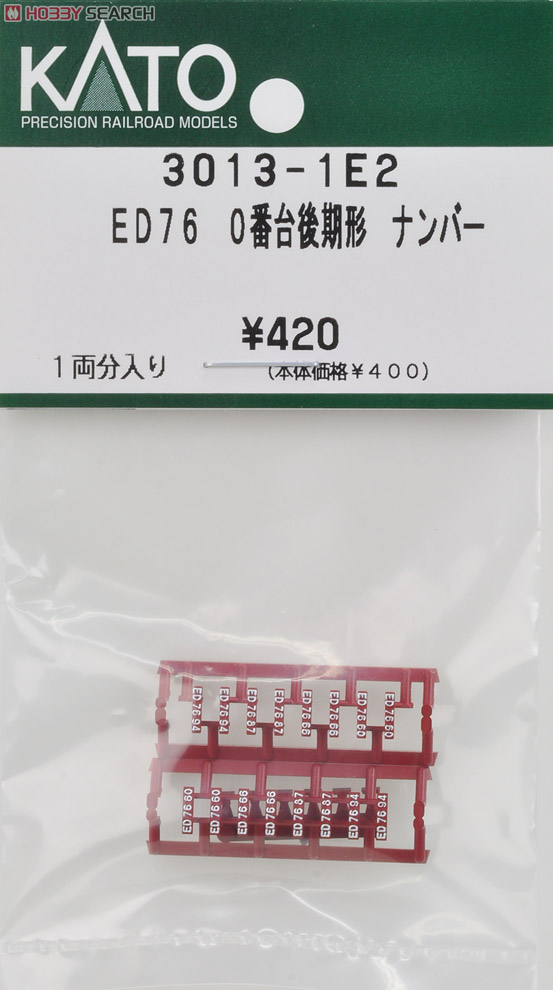 HOBBY SEARCH
KATO
PRECISION RAILROAD MODELS
3013-1E2
ED76 0番台後期形 ナンバー
¥420
1両分入り
(本体価格¥400)
ED76 94 ED76 94 ED76 87 ED76 87 ED76 66 ED76 66 ED76 60 ED76 60
ED76 60 ED76 60 ED76 66 ED76 66 ED76 87 ED76 87 ED76 94 ED76 94